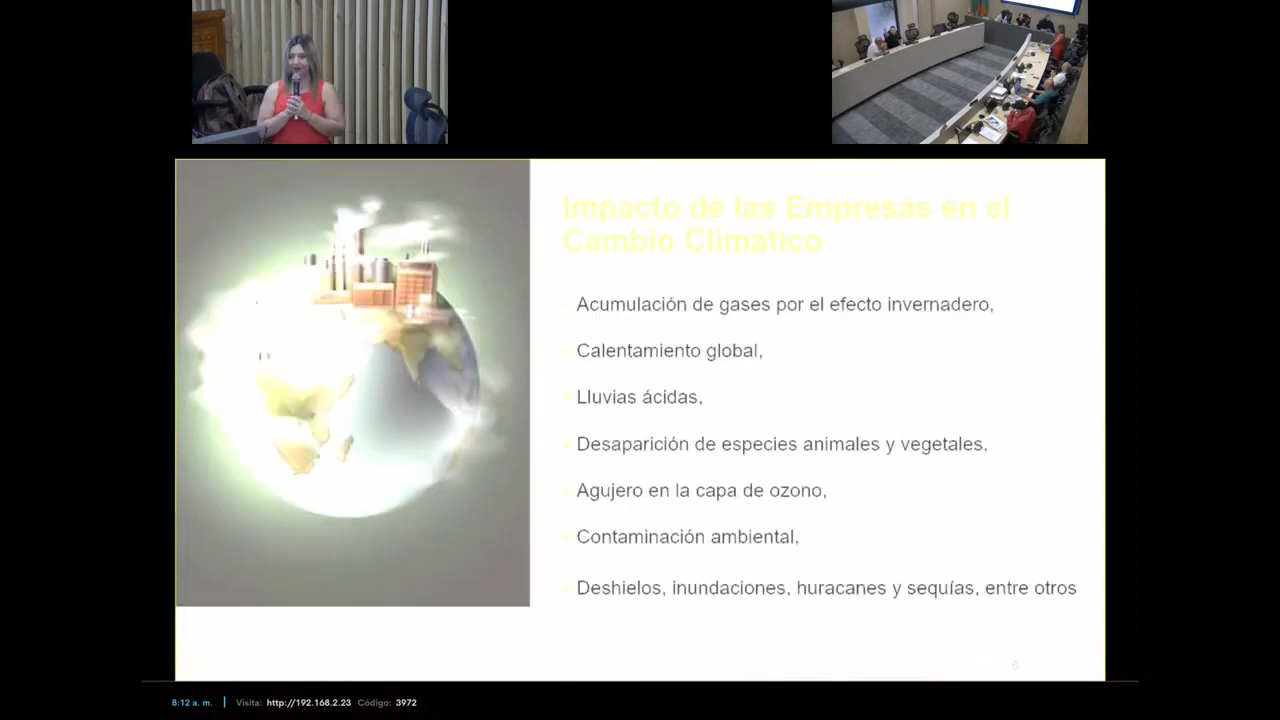 Impacto de las Empresas en el
Cambio Climático
Acumulación de gases por el efecto invernadero,
Calentamiento global,
Lluvias ácidas,
Desaparición de especies animales y vegetales,
Agujero en la capa de ozono,
Contaminación ambiental,
Deshielos, inundaciones, huracanes y sequías, entre otros
6
8:12 a. m. | Visita: http://192.168.2.23 Código: 3972